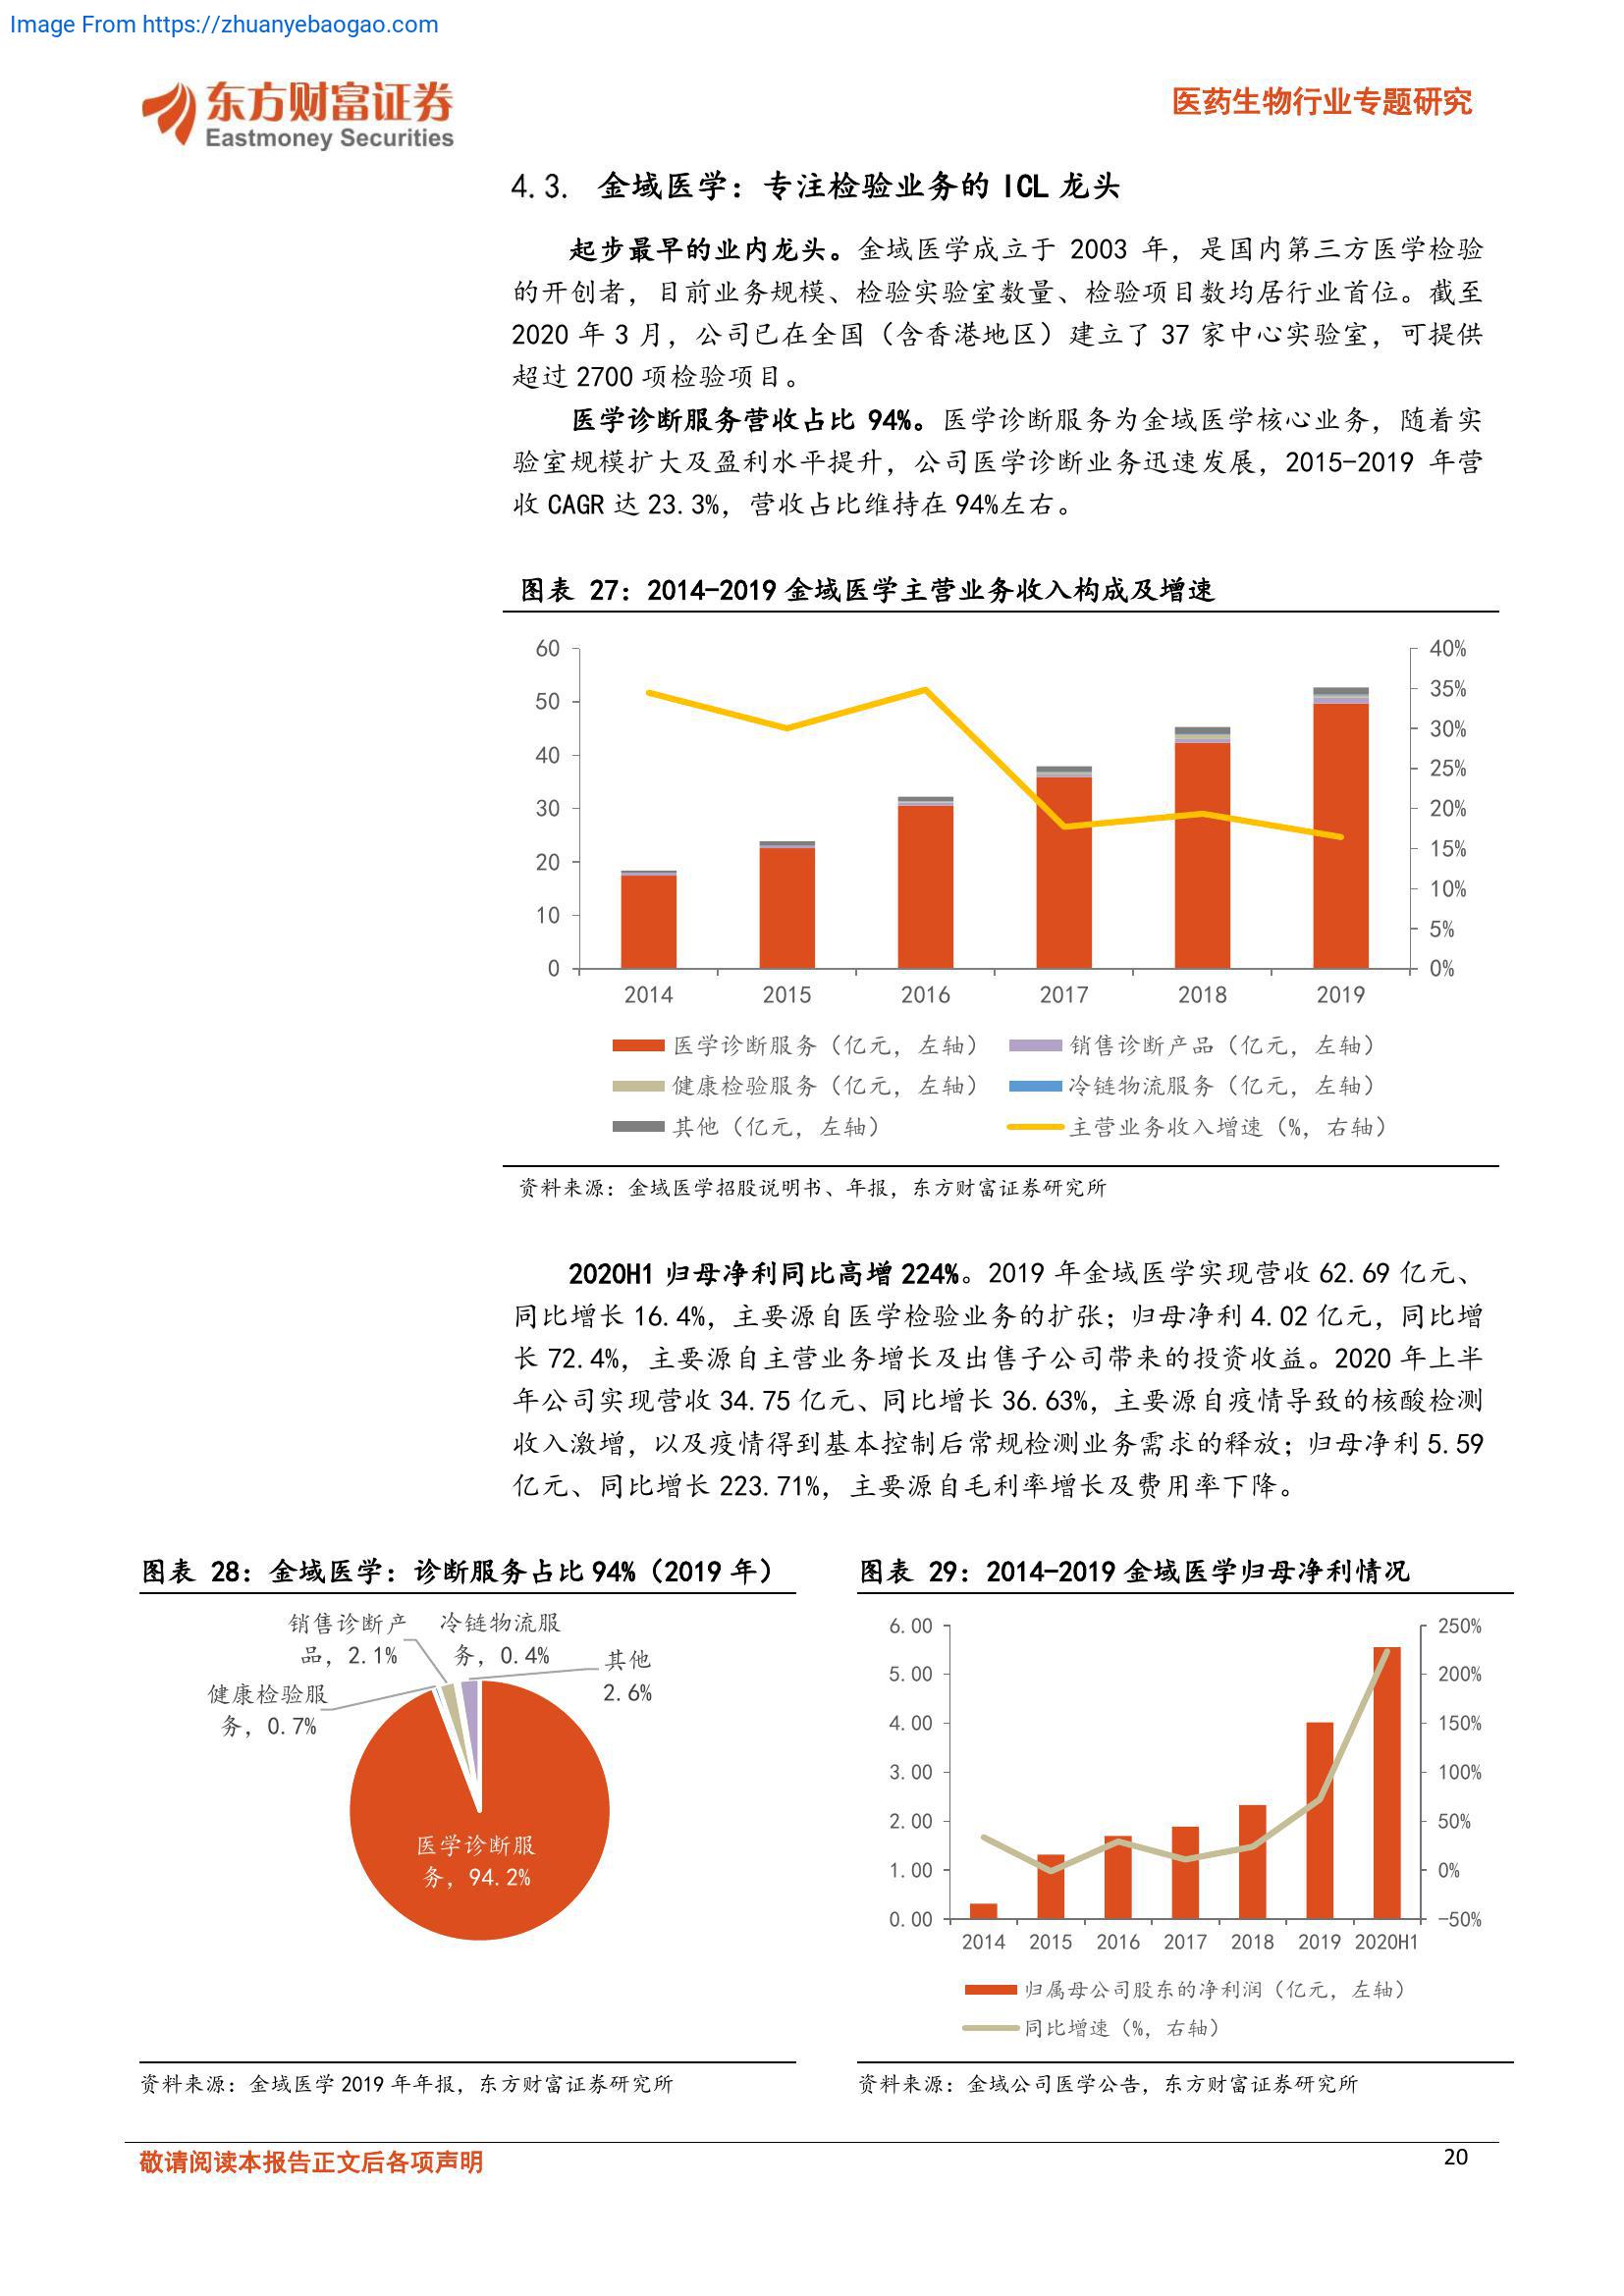 Image From https://zhuanyebaogao.com
东方财富证券
Eastmoney Securities
医药生物行业专题研究
4.3. 金域医学：专注检验业务的 ICL 龙头
起步最早的业内龙头。金域医学成立于 2003 年，是国内第三方医学检验
的开创者，目前业务规模、检验实验室数量、检验项目数均居行业首位。截至
2020 年 3 月，公司已在全国（含香港地区）建立了 37 家中心实验室，可提供
超过 2700 项检验项目。
医学诊断服务营收占比 94%。医学诊断服务为金域医学核心业务，随着实
验室规模扩大及盈利水平提升，公司医学诊断业务迅速发展，2015-2019 年营
收 CAGR 达 23.3%，营收占比维持在 94%左右。
图表 27：2014-2019 金域医学主营业务收入构成及增速
60
50
40
30
20
10
0
40%
35%
30%
25%
20%
15%
10%
5%
0%
2014 2015 2016 2017 2018 2019
医学诊断服务（亿元，左轴） 销售诊断产品（亿元，左轴）
健康检验服务（亿元，左轴） 冷链物流服务（亿元，左轴）
其他（亿元，左轴） 主营业务收入增速（%，右轴）
资料来源：金域医学招股说明书、年报，东方财富证券研究所
2020H1 归母净利同比高增 224%。2019 年金域医学实现营收 62.69 亿元、
同比增长 16.4%，主要源自医学检验业务的扩张；归母净利 4.02 亿元，同比增
长 72.4%，主要源自主营业务增长及出售子公司带来的投资收益。2020 年上半
年公司实现营收 34.75 亿元、同比增长 36.63%，主要源自疫情导致的核酸检测
收入激增，以及疫情得到基本控制后常规检测业务需求的释放；归母净利 5.59
亿元、同比增长 223.71%，主要源自毛利率增长及费用率下降。
图表 28：金域医学：诊断服务占比 94%（2019 年）
销售诊断产
品，2.1%
冷链物流服
务，0.4%
其他
2.6%
健康检验服
务，0.7%
医学诊断服
务，94.2%
资料来源：金域医学 2019 年年报，东方财富证券研究所
图表 29：2014-2019 金域医学归母净利情况
6.00
5.00
4.00
3.00
2.00
1.00
0.00
250%
200%
150%
100%
50%
0%
-50%
2014 2015 2016 2017 2018 2019 2020H1
归属母公司股东的净利润（亿元，左轴）
同比增速（%，右轴）
资料来源：金域公司医学公告，东方财富证券研究所
敬请阅读本报告正文后各项声明
20